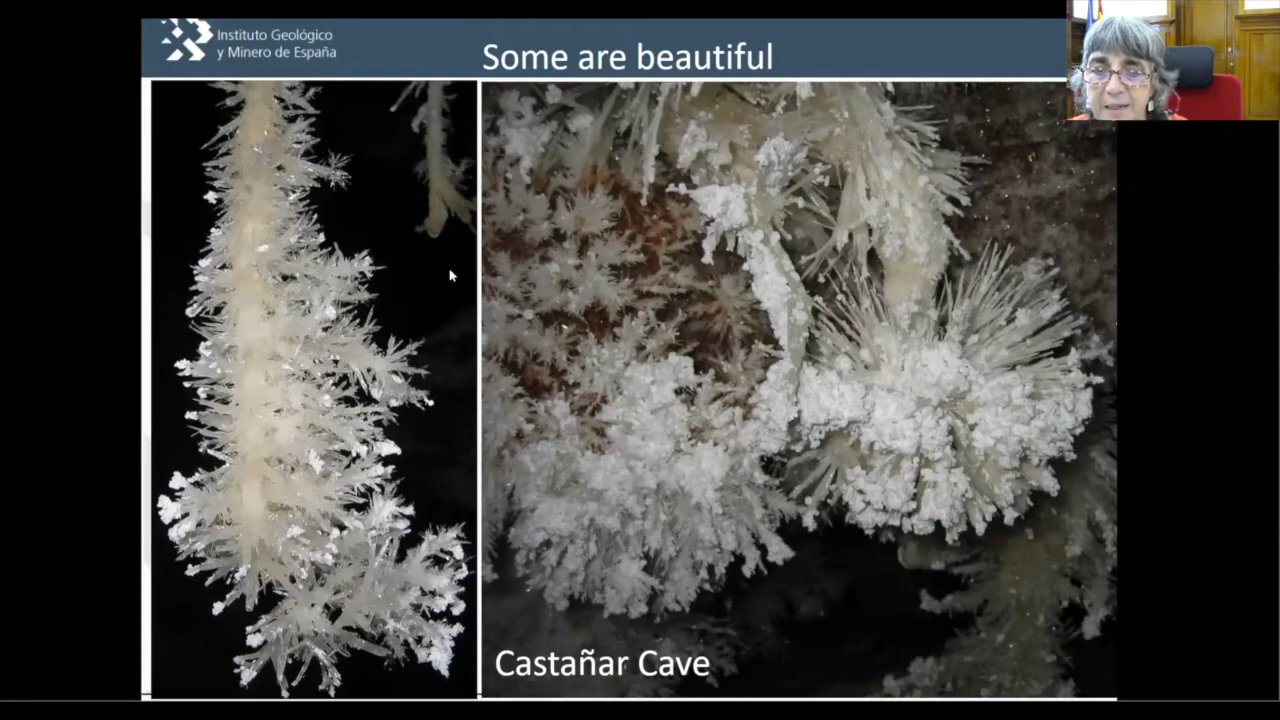 Instituto Geológico
y Minero de España
Some are beautiful
Castañar Cave